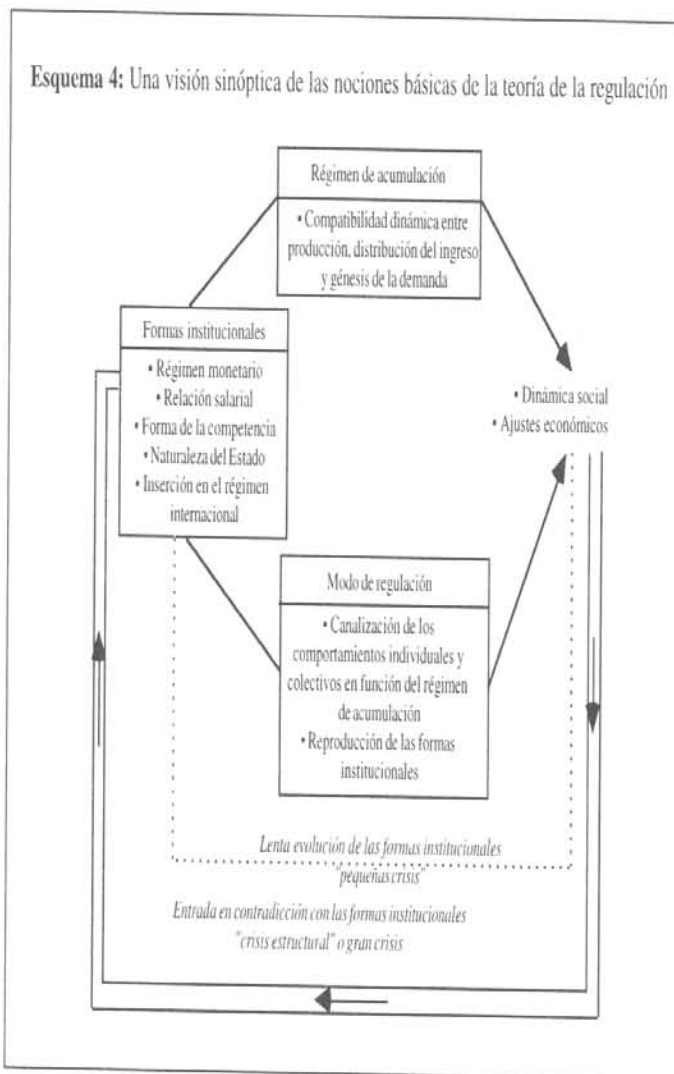 Esquema 4: Una visión sinóptica de las nociones básicas de la teoría de la regulación
Régimen de acumulación
• Compatibilidad dinámica entre
producción, distribución del ingreso
y génesis de la demanda
Formas institucionales
• Régimen monetario
• Relación salarial
• Forma de la competencia
• Naturaleza del Estado
• Inserción en el régimen
internacional
• Dinámica social
• Ajustes económicos
Modo de regulación
• Canalización de los
comportamientos individuales y
colectivos en función del régimen
de acumulación
• Reproducción de las formas
institucionales
Lenta evolución de las formas institucionales
"pequeñas crisis"
Entrada en contradicción con las formas institucionales
"crisis estructural" o gran crisis